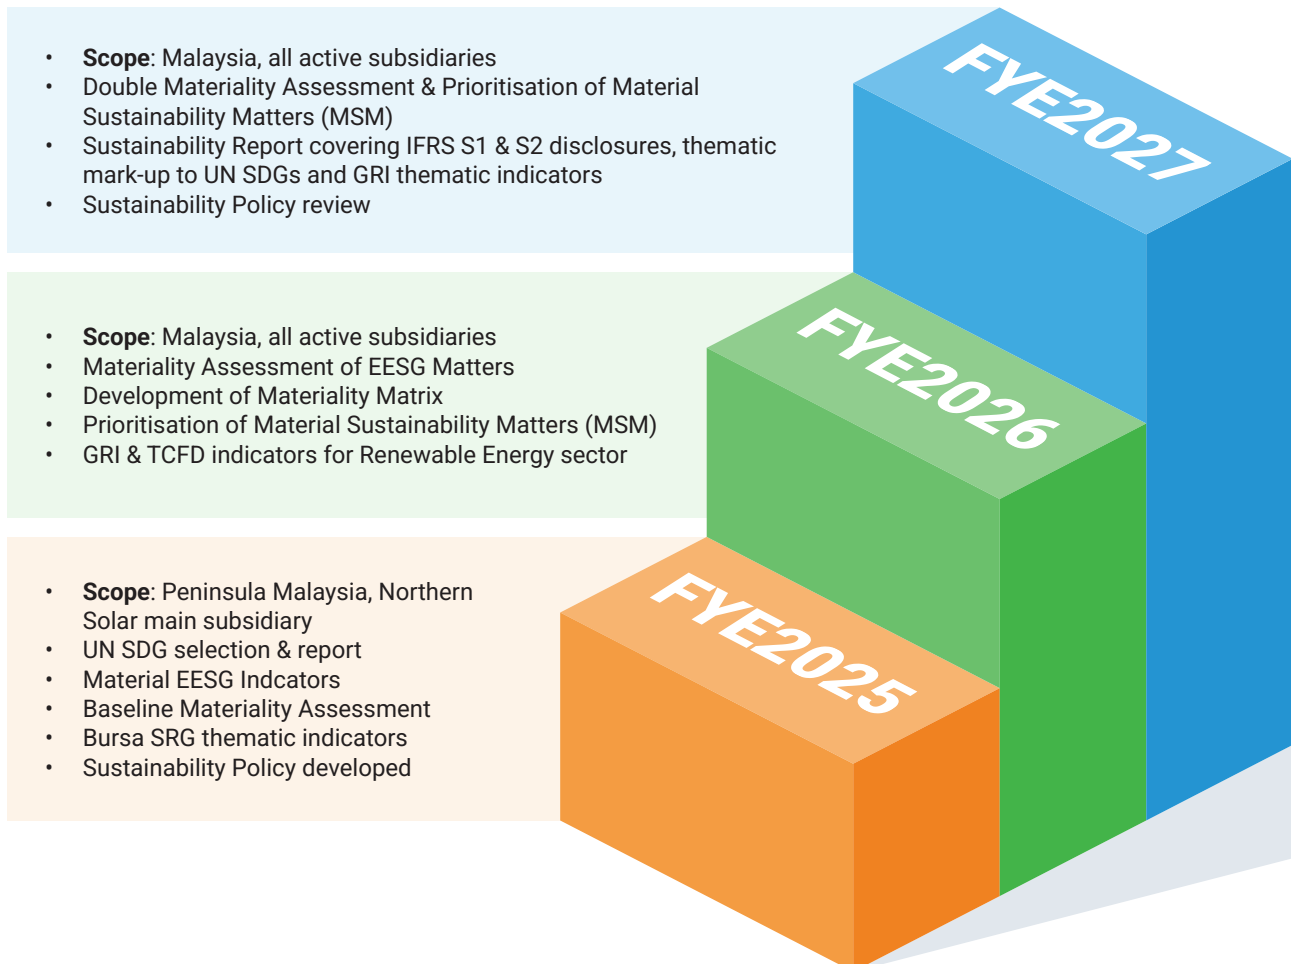 • Scope: Malaysia, all active subsidiaries
• Double Materiality Assessment & Prioritisation of Material
Sustainability Matters (MSM)
• Sustainability Report covering IFRS S1 & S2 disclosures, thematic
mark-up to UN SDGs and GRI thematic indicators
• Sustainability Policy review
FYE2027
• Scope: Malaysia, all active subsidiaries
• Materiality Assessment of EESG Matters
• Development of Materiality Matrix
• Prioritisation of Material Sustainability Matters (MSM)
• GRI & TCFD indicators for Renewable Energy sector
FYE2026
• Scope: Peninsula Malaysia, Northern
Solar main subsidiary
• UN SDG selection & report
• Material EESG Indcators
• Baseline Materiality Assessment
• Bursa SRG thematic indicators
• Sustainability Policy developed
FYE2025